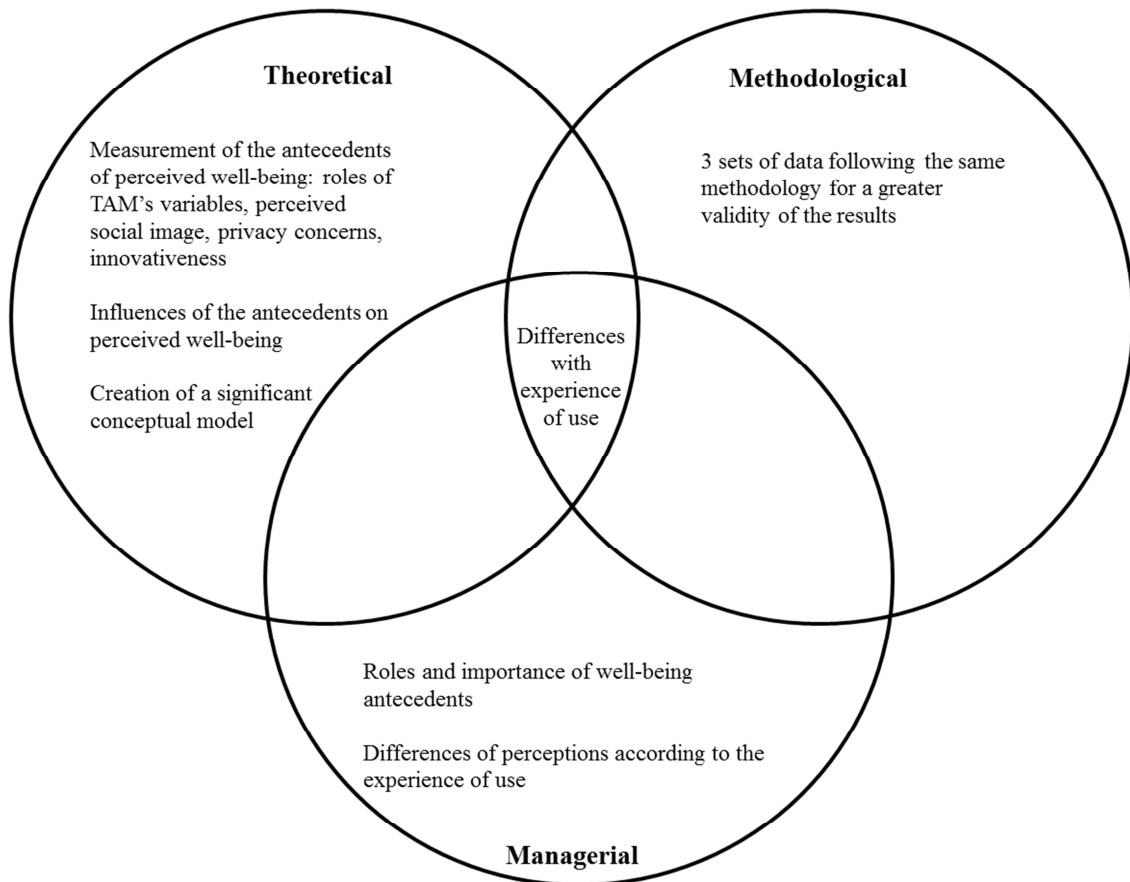 Theoretical
Measurement of the antecedents
of perceived well-being: roles of
TAM's variables, perceived
social image, privacy concerns,
innovativeness
Influences of the antecedents on
perceived well-being
Creation of a significant
conceptual model
Methodological
3 sets of data following the same
methodology for a greater
validity of the results
Differences
with
experience
of use
Roles and importance of well-being
antecedents
Differences of perceptions according to the
experience of use
Managerial